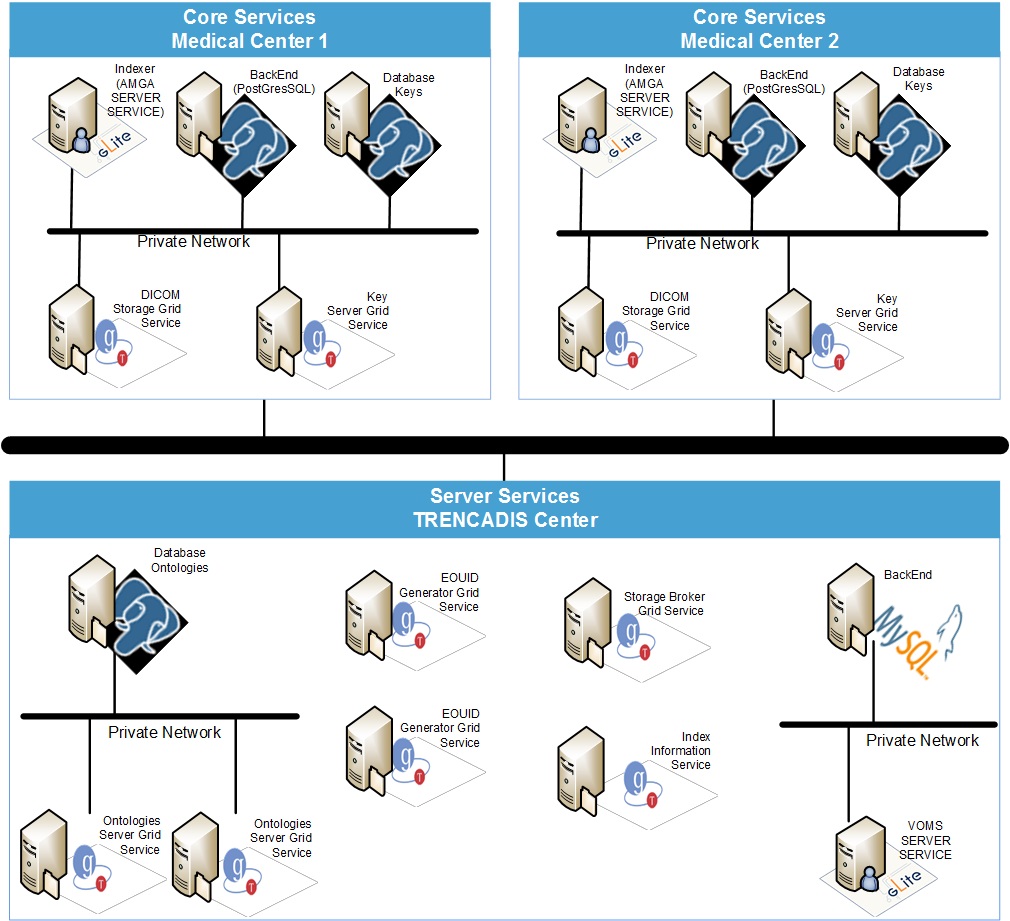 Core Services
Medical Center 1
Indexer
(AMGA
SERVER
SERVICE)
gLite
BackEnd
(PostGresSQL)
Database
Keys
Private Network
DICOM
Storage Grid
Service
g
T
Key
Server Grid
Service
g
T
Core Services
Medical Center 2
Indexer
(AMGA
SERVER
SERVICE)
gLite
BackEnd
(PostGresSQL)
Database
Keys
Private Network
DICOM
Storage Grid
Service
g
T
Key
Server Grid
Service
g
T
Server Services
TRENCADIS Center
Database
Ontologies
Private Network
Ontologies
Server Grid
Service
g
T
Ontologies
Server Grid
Service
g
T
EOUID
Generator Grid
Service
g
T
EOUID
Generator Grid
Service
g
T
Storage Broker
Grid Service
g
T
Index
Information
Service
g
T
BackEnd
MySQL
Private Network
VOMS
SERVER
SERVICE
gLite